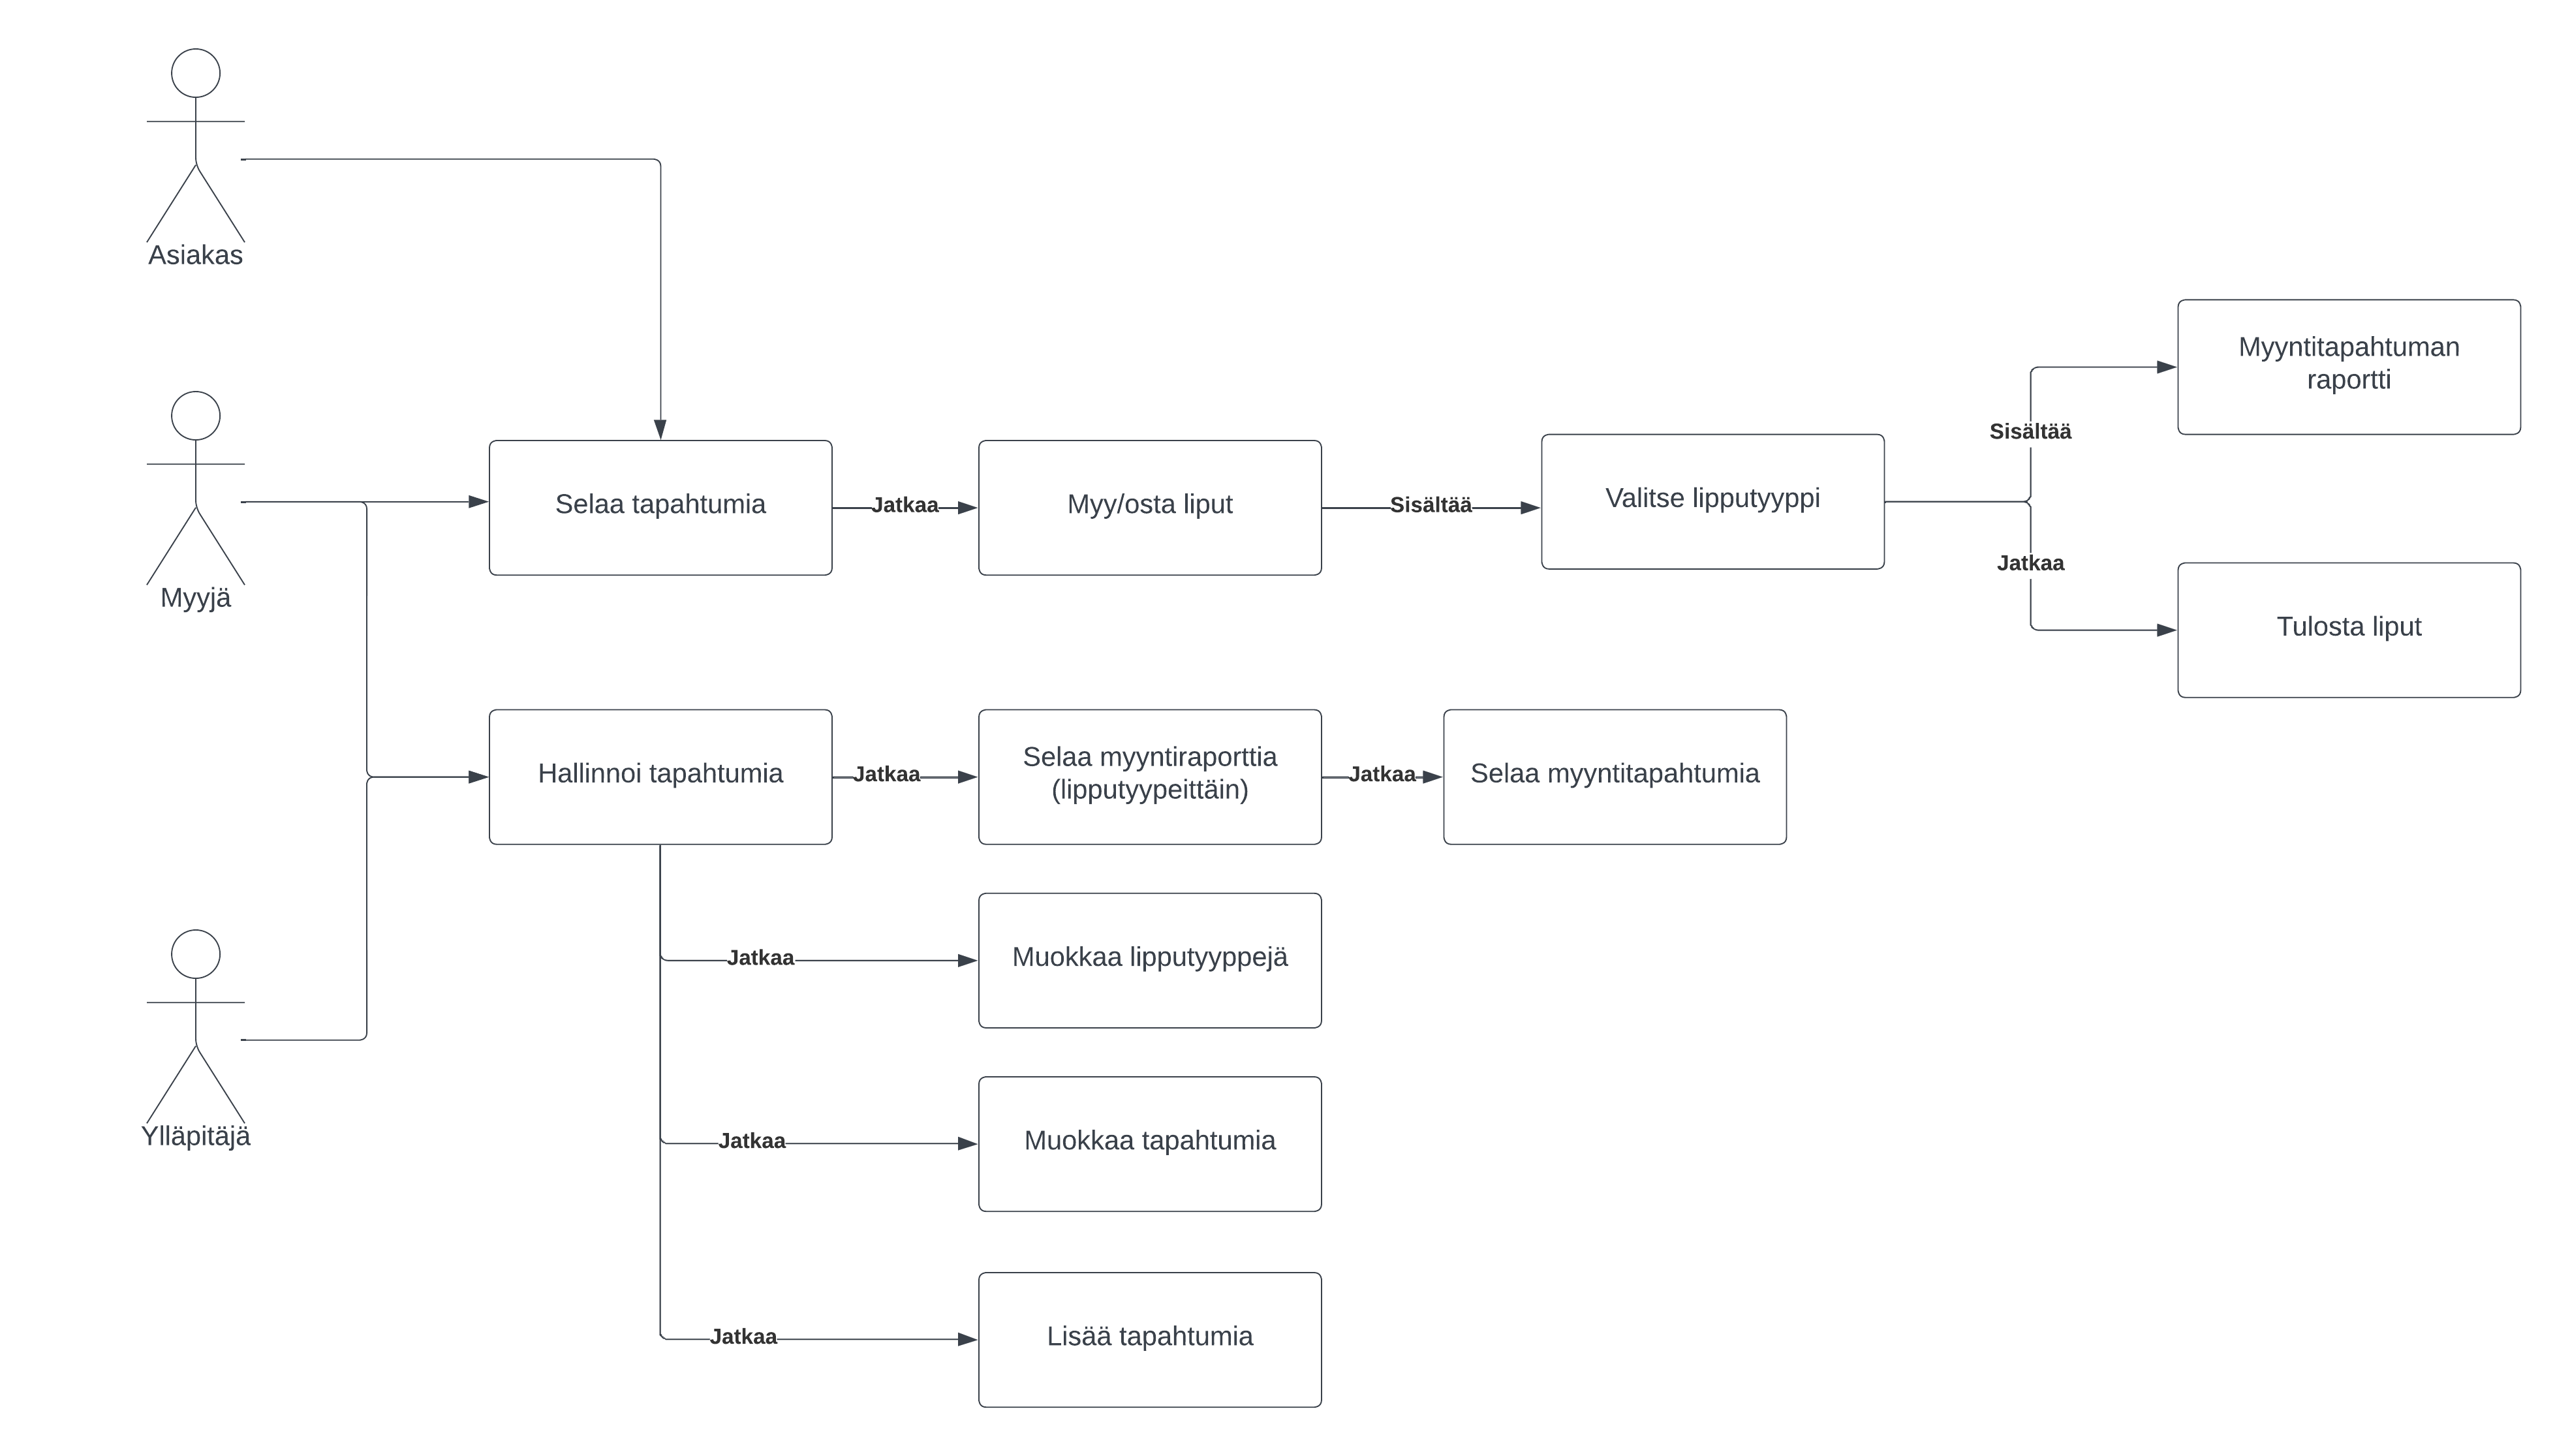 Asiakas
Myyntitapahtuman
raportti
Sisältää
Selaa tapahtumia
Jatkaa
Myy/osta liput
Sisältää
Valitse lipputyyppi
Jatkaa
Myyjä
Tulosta liput
Hallinnoi tapahtumia
Jatkaa
Selaa myyntiraporttia
(lipputyypeittäin)
Jatkaa
Selaa myyntitapahtumia
Jatkaa
Muokkaa lipputyyppejä
Ylläpitäjä
Jatkaa
Muokkaa tapahtumia
Jatkaa
Lisää tapahtumia